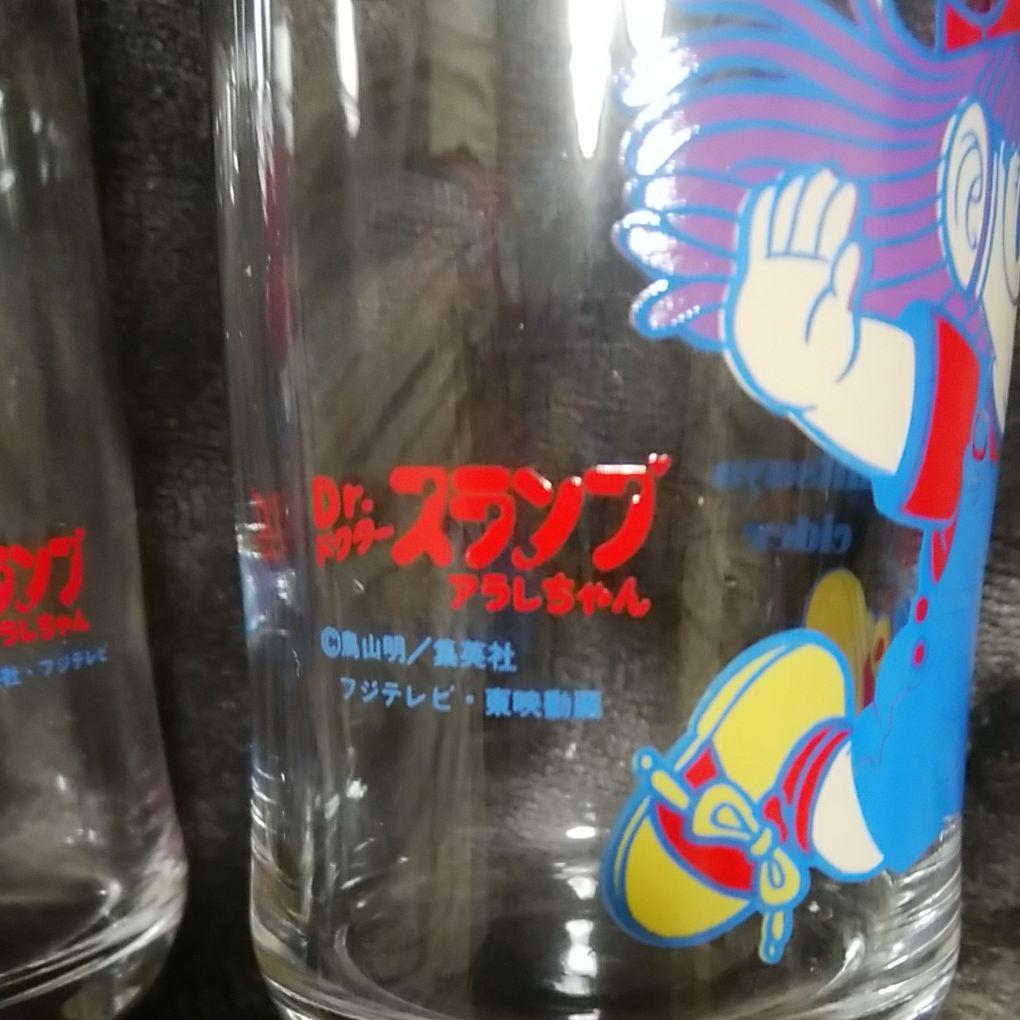 Dr.スランプ
ドクター
アラレちゃん
©鳥山明／集英社
フジテレビ・東映動画
ランプ
ラレちゃん
社・フジテレビ